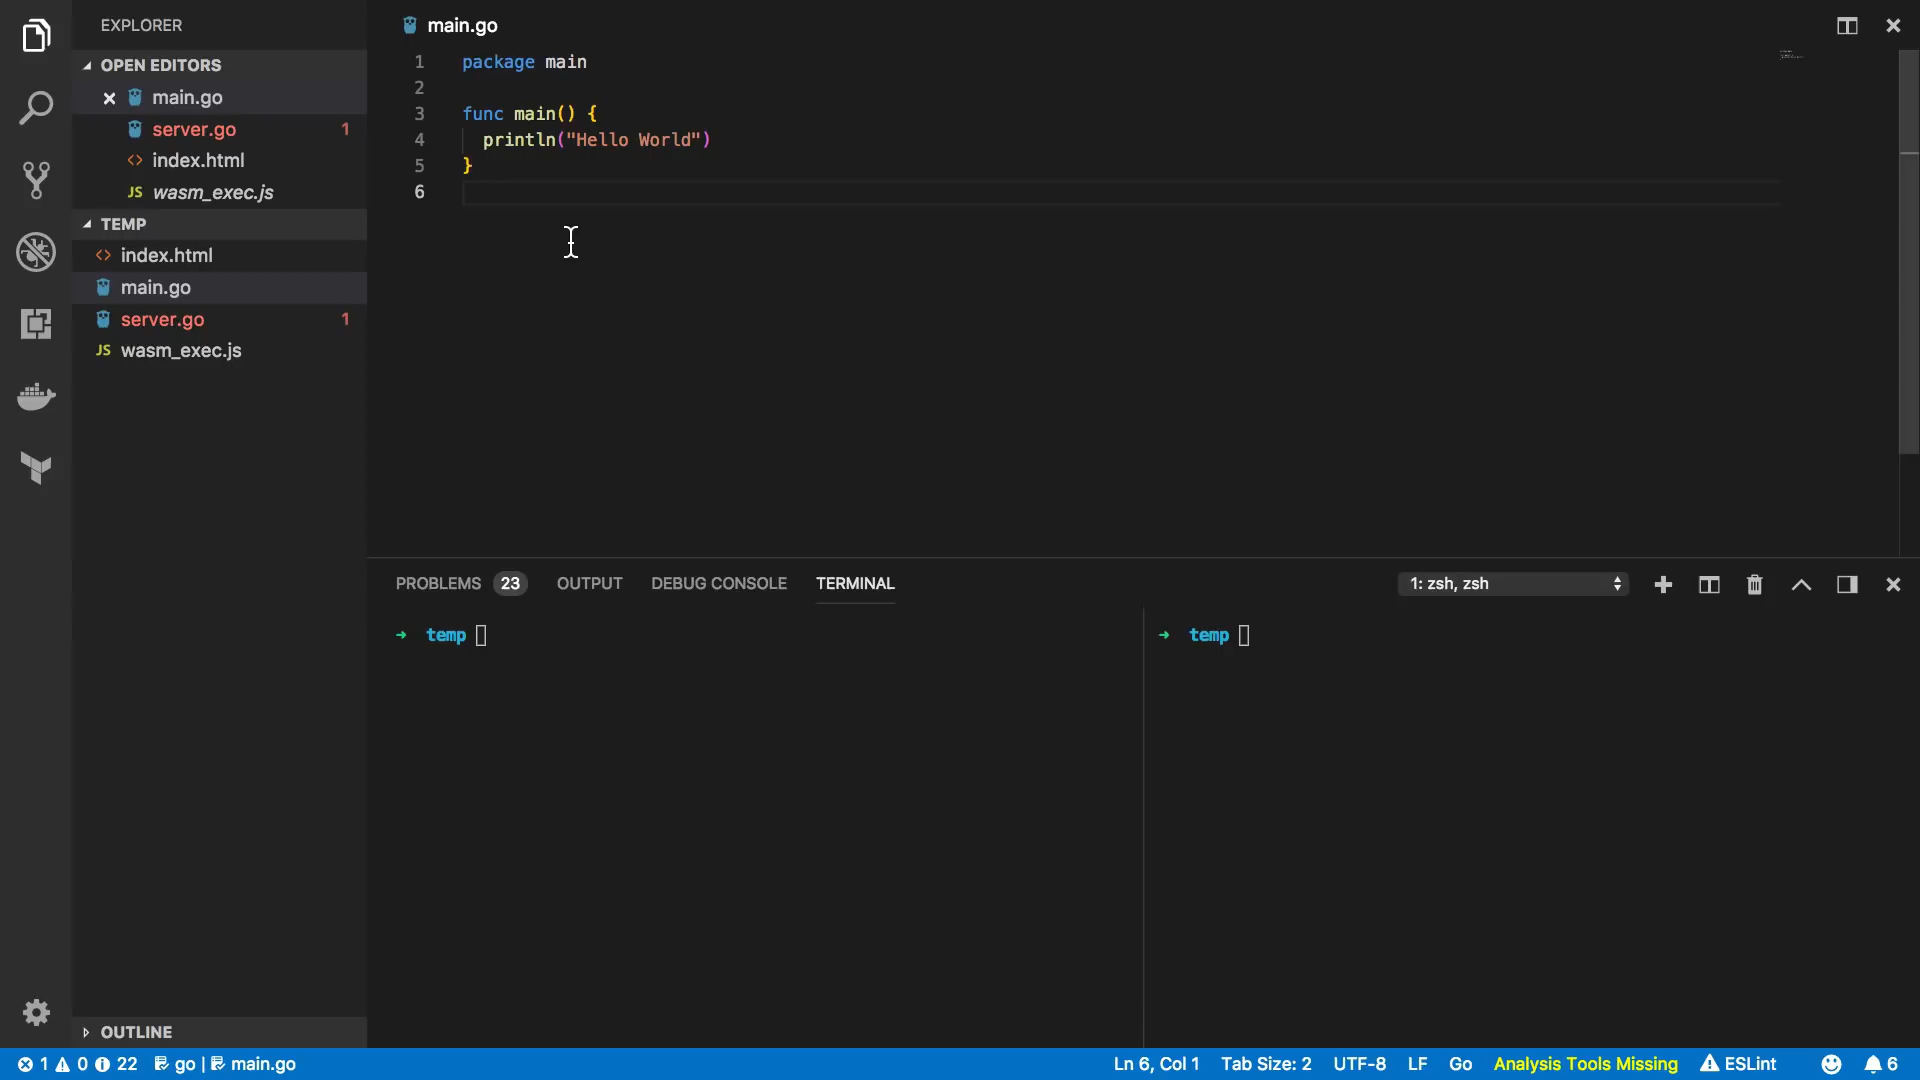 EXPLORER
OPEN EDITORS
main.go
server.go 1
index.html
JS wasm_exec.js
TEMP
index.html
main.go
server.go 1
JS wasm_exec.js
OUTLINE
main.go
1 package main
2
3 func main() {
4 println("Hello World")
5 }
6
PROBLEMS 23 OUTPUT DEBUG CONSOLE TERMINAL 1: zsh, zsh
→ temp
→ temp
1 0 22 go | main.go Ln 6, Col 1 Tab Size: 2 UTF-8 LF Go Analysis Tools Missing ESLint 6